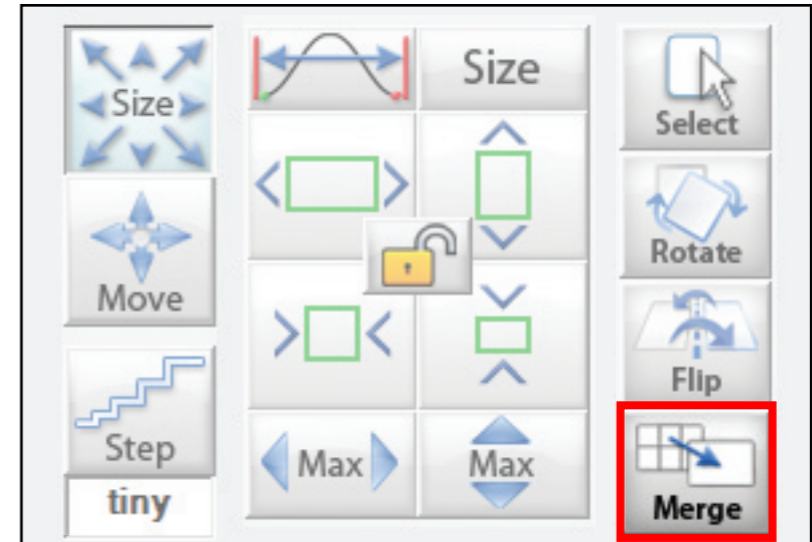 Size
Move
Step
tiny
Size
Max
Max
Select
Rotate
Flip
Merge